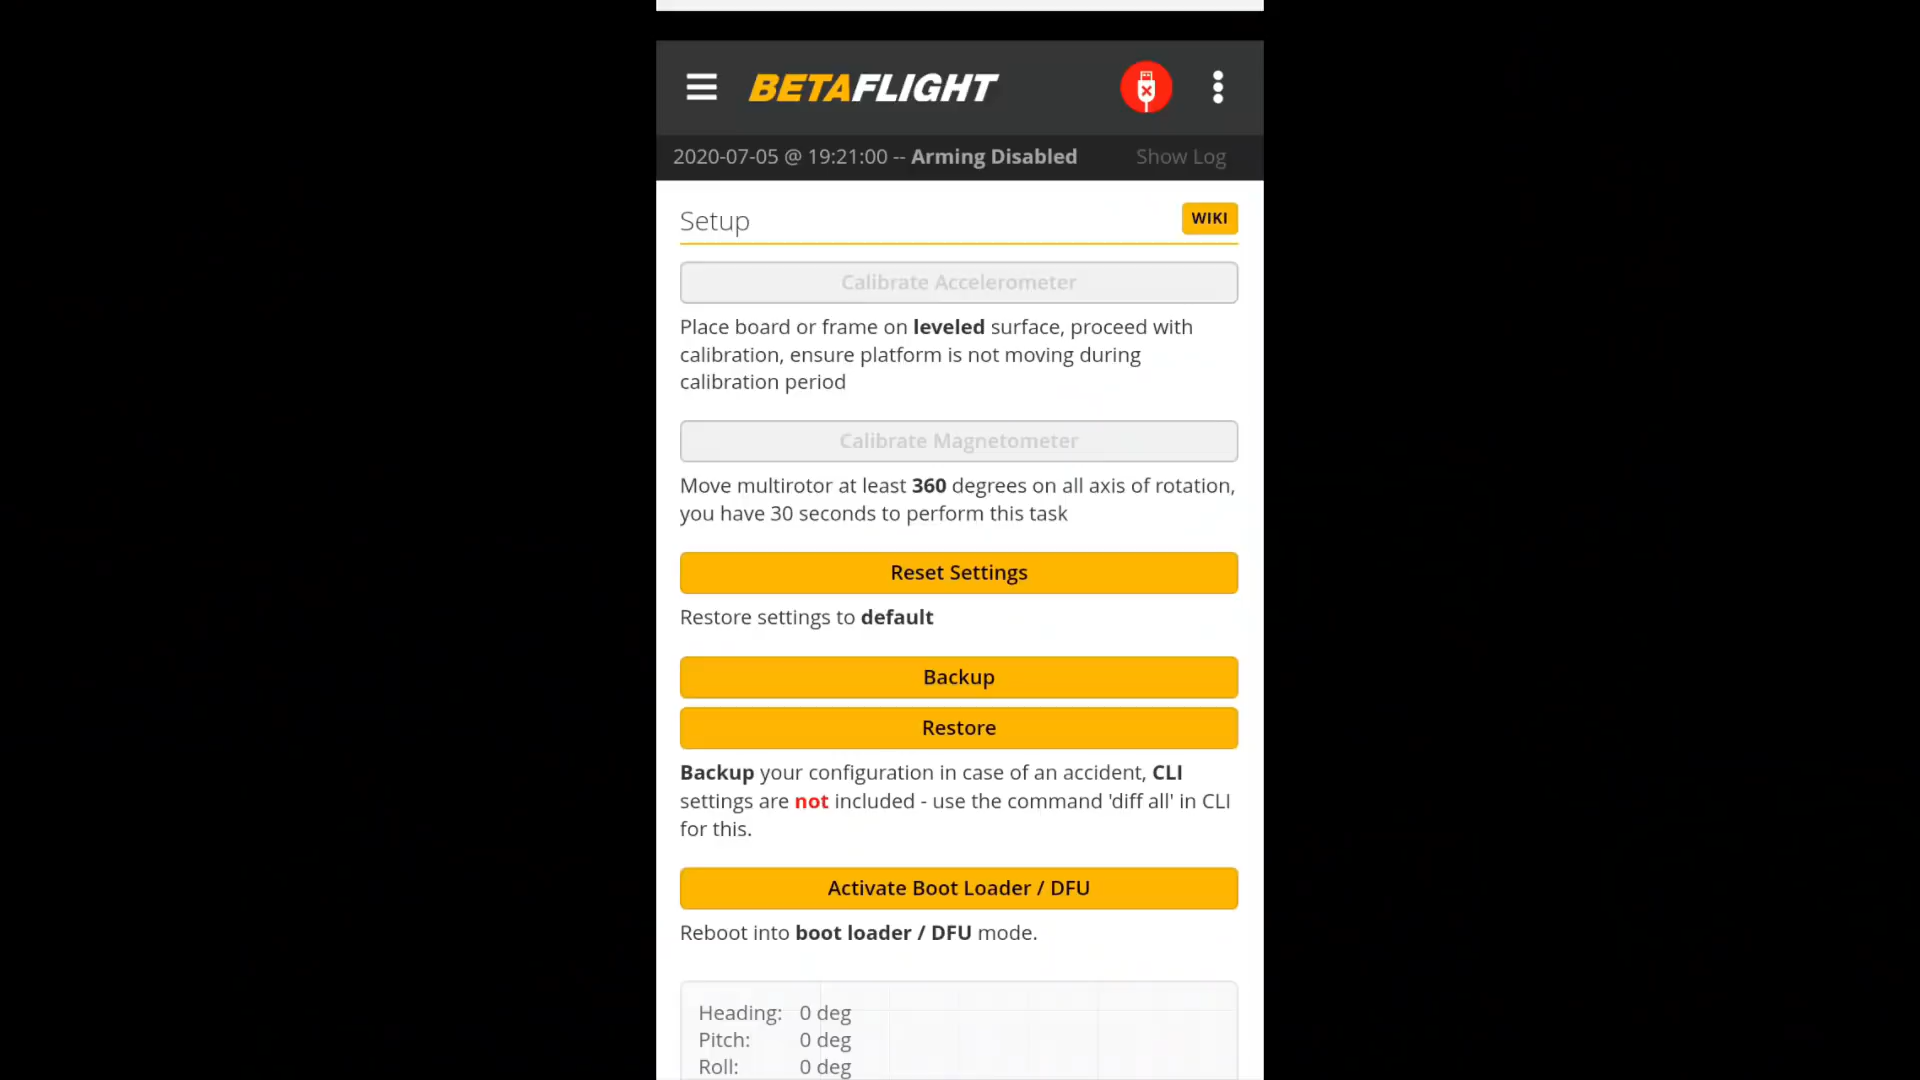 BETAFLIGHT
2020-07-05 @ 19:21:00 -- Arming Disabled Show Log
Setup WIKI
Calibrate Accelerometer
Place board or frame on leveled surface, proceed with
calibration, ensure platform is not moving during
calibration period
Calibrate Magnetometer
Move multirotor at least 360 degrees on all axis of rotation,
you have 30 seconds to perform this task
Reset Settings
Restore settings to default
Backup
Restore
Backup your configuration in case of an accident, CLI
settings are not included - use the command 'diff all' in CLI
for this.
Activate Boot Loader / DFU
Reboot into boot loader / DFU mode.
Heading: 0 deg
Pitch: 0 deg
Roll: 0 deg